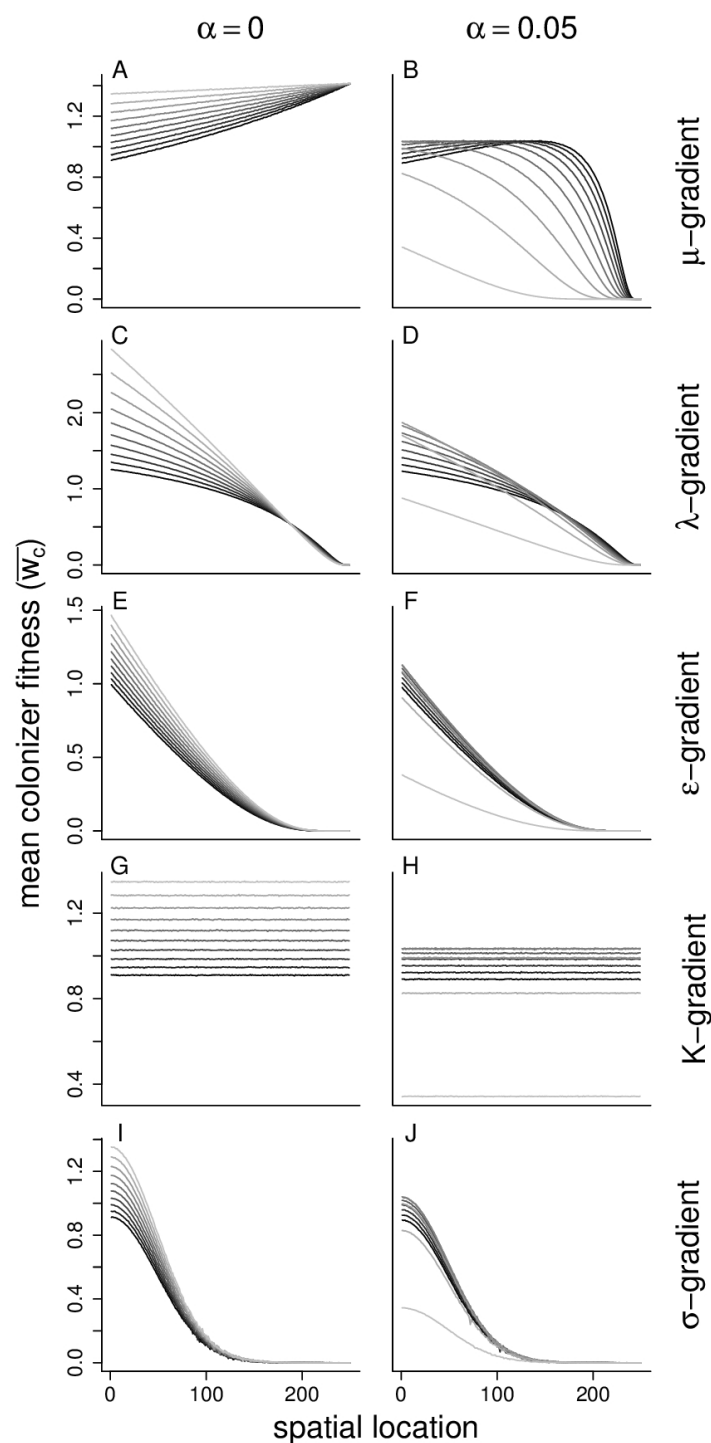 α = 0
α = 0.05
A
B
0.0
0.4
0.8
1.2
μ−gradient
C
D
0.0
1.0
2.0
λ−gradient
E
F
0.0
0.5
1.0
1.5
ε−gradient
G
H
0.4
0.8
1.2
K−gradient
I
J
0.0
0.4
0.8
1.2
σ−gradient
0
100
200
0
100
200
mean colonizer fitness (w̅c̅)
spatial location